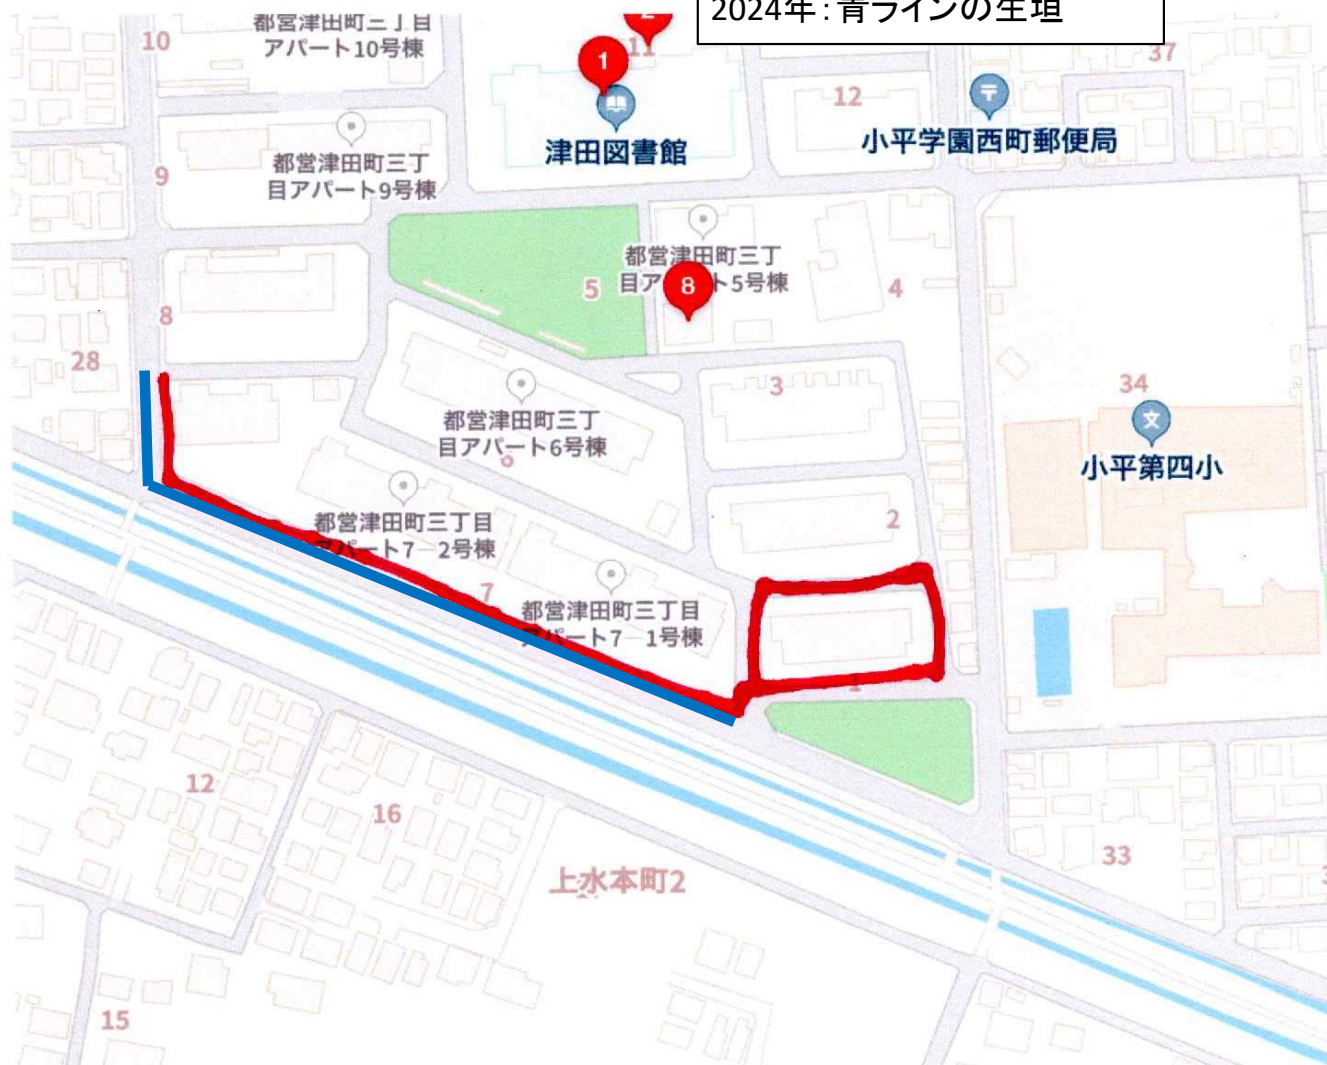 2024年：青ラインの生垣
都営津田町三丁目
アパート10号棟
10
2
11
37
1
12
津田図書館
小平学園西町郵便局
都営津田町三丁
目アパート9号棟
9
都営津田町三丁
目アパート5号棟
5
8
4
8
28
3
34
都営津田町三丁
目アパート6号棟
6
小平第四小
都営津田町三丁目
アパート7－2号棟
2
7
都営津田町三丁目
アパート7－1号棟
1
12
16
33
上水本町2
15